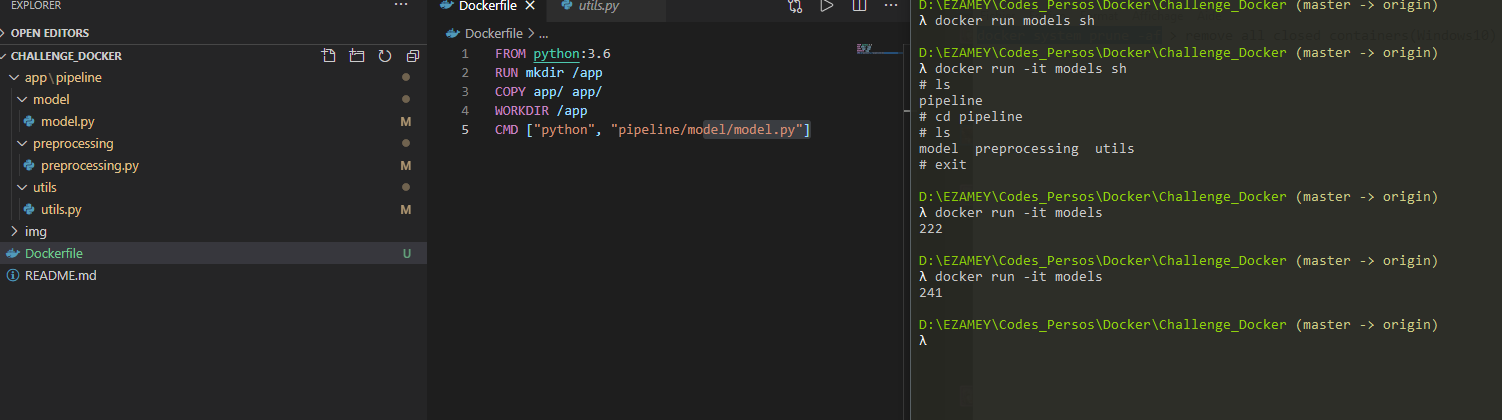 EXPLORER
...
OPEN EDITORS
CHALLENGE_DOCKER
app\pipeline
model
model.py M
preprocessing
preprocessing.py M
utils
utils.py M
img
Dockerfile U
README.md
Dockerfile
utils.py
...
Dockerfile > ...
1 FROM python:3.6
2 RUN mkdir /app
3 COPY app/ app/
4 WORKDIR /app
5 CMD ["python", "pipeline/model/model.py"]
D:\EZAMEY\Codes_Persos\Docker\Challenge_Docker (master -> origin)
λ docker run models sh
> remove all closed containers(Windows10)
D:\EZAMEY\Codes_Persos\Docker\Challenge_Docker (master -> origin)
λ docker run -it models sh
# ls
pipeline
# cd pipeline
# ls
model preprocessing utils
# exit
D:\EZAMEY\Codes_Persos\Docker\Challenge_Docker (master -> origin)
λ docker run -it models
222
D:\EZAMEY\Codes_Persos\Docker\Challenge_Docker (master -> origin)
λ docker run -it models
241
D:\EZAMEY\Codes_Persos\Docker\Challenge_Docker (master -> origin)
λ